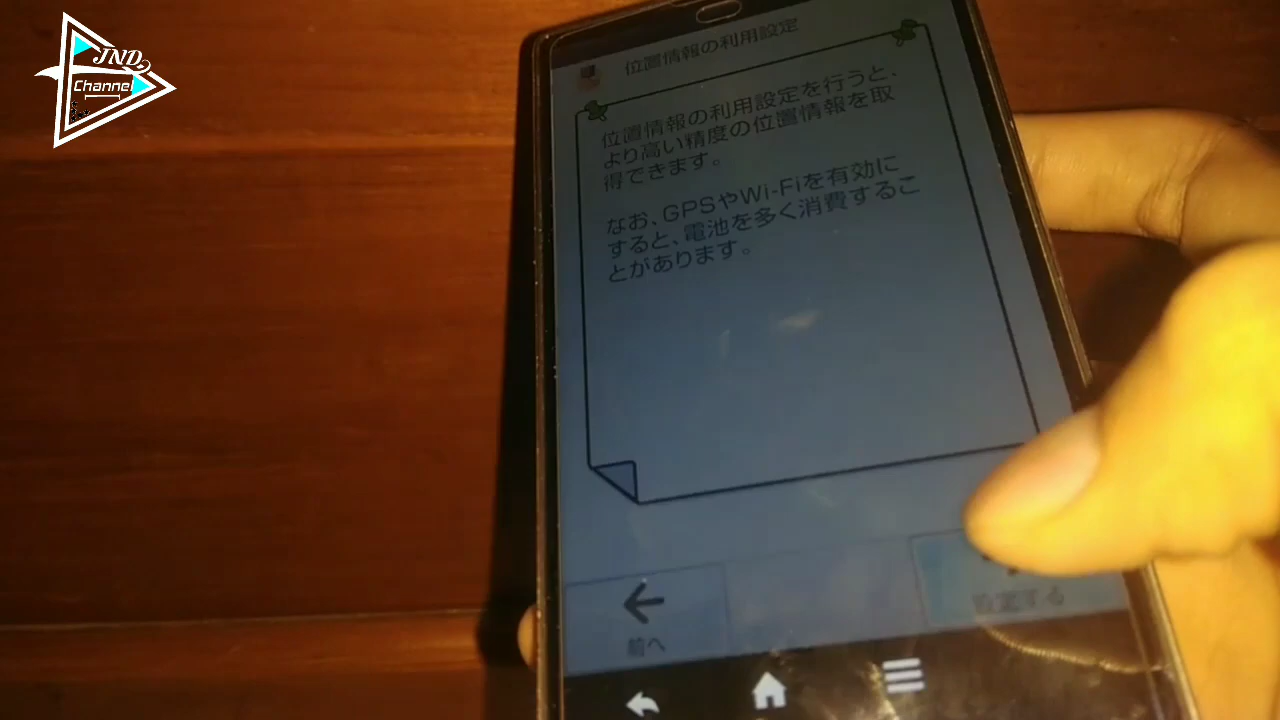 JND
Channel
位置情報の利用設定
位置情報の利用設定を行うと、
より高い精度の位置情報を取
得できます。
なお、GPSやWi-Fiを有効に
すると、電池を多く消費するこ
とがあります。
前へ
設定する